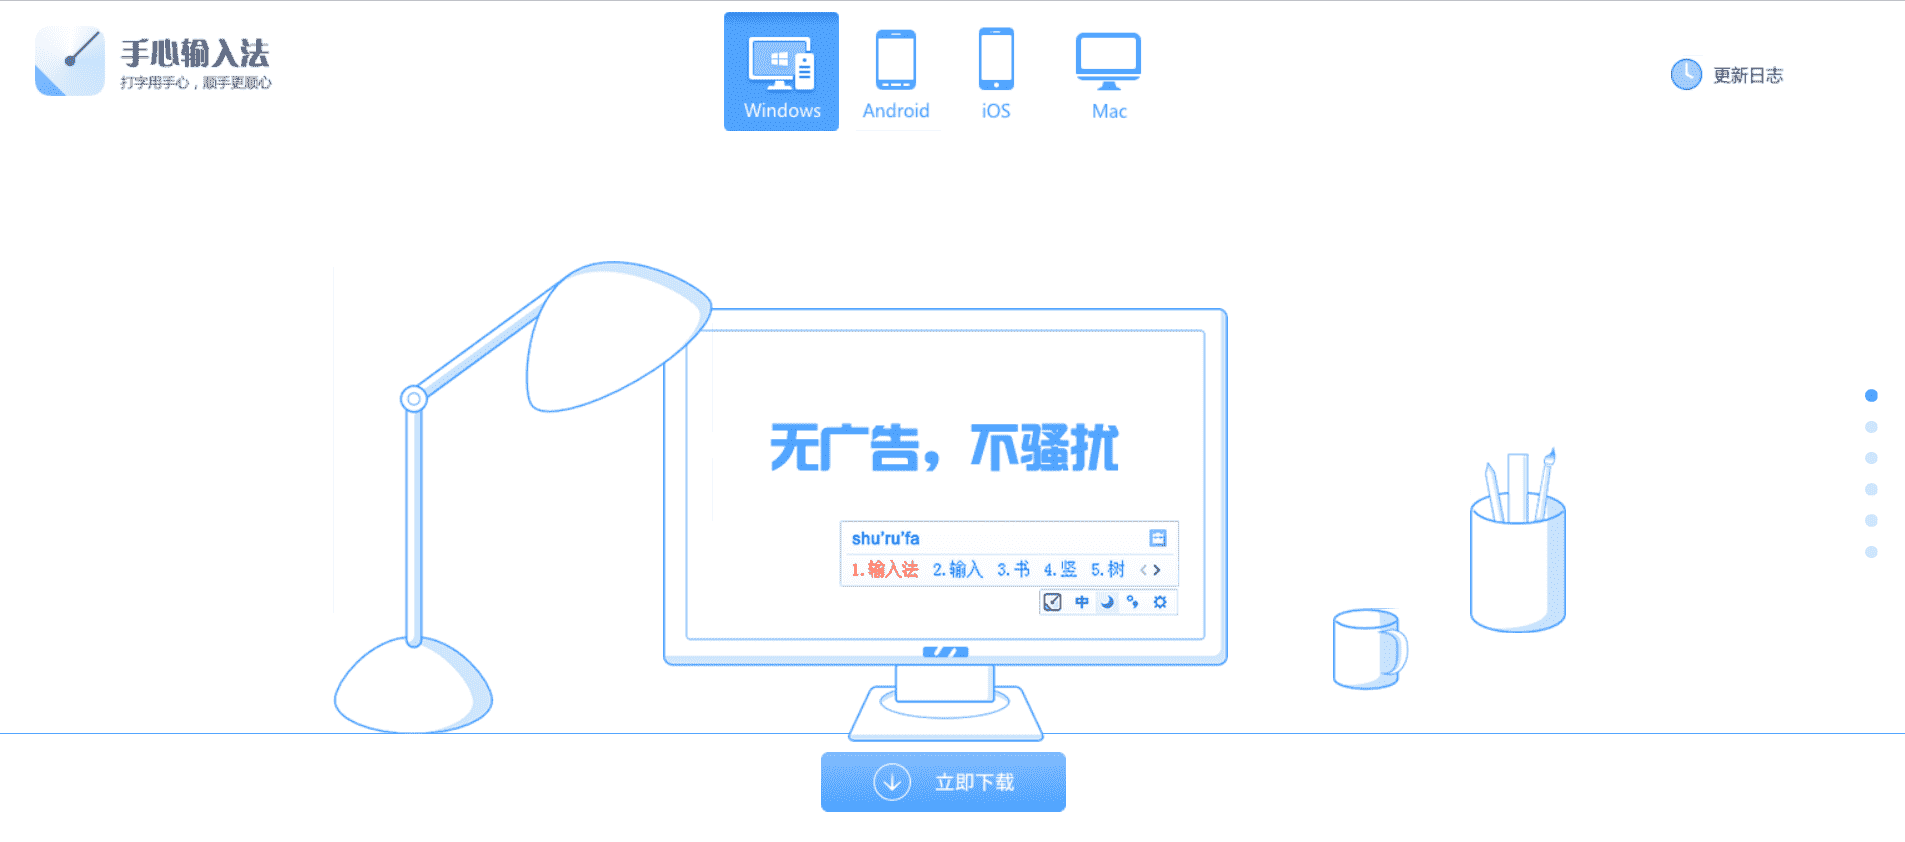 手心输入法
打字用手心，顺手更顺心
Windows
Android
iOS
Mac
更新日志
无广告，不骚扰
shu'ru'fa
1.输入法 2.输入 3.书 4.竖 5.树
中
立即下载